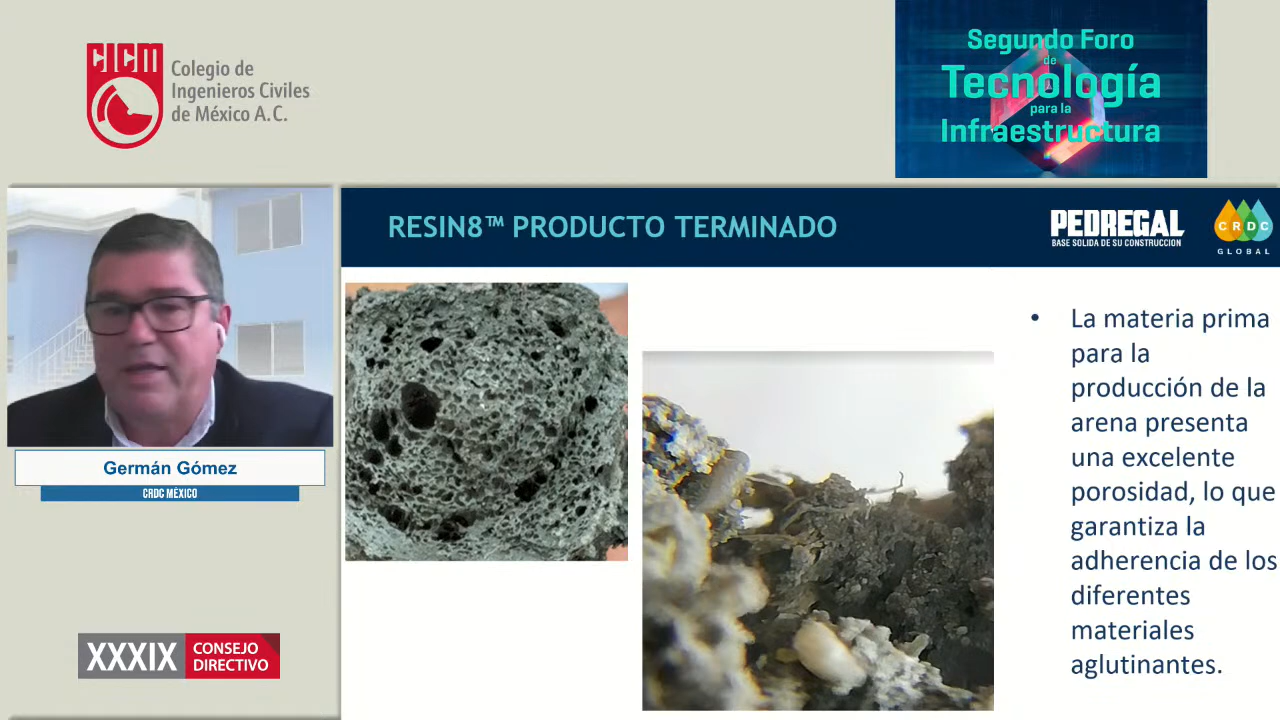 CICM
Colegio de
Ingenieros Civiles
de México A.C.
Segundo Foro
de
Tecnología
para la
Infraestructura
RESIN8™ PRODUCTO TERMINADO
PEDREGAL
BASE SOLIDA DE SU CONSTRUCCION
CRDC
GLOBAL
• La materia prima
para la
producción de la
arena presenta
una excelente
porosidad, lo que
garantiza la
adherencia de los
diferentes
materiales
aglutinantes.
Germán Gómez
CRDC MÉXICO
XXXIX CONSEJO
DIRECTIVO